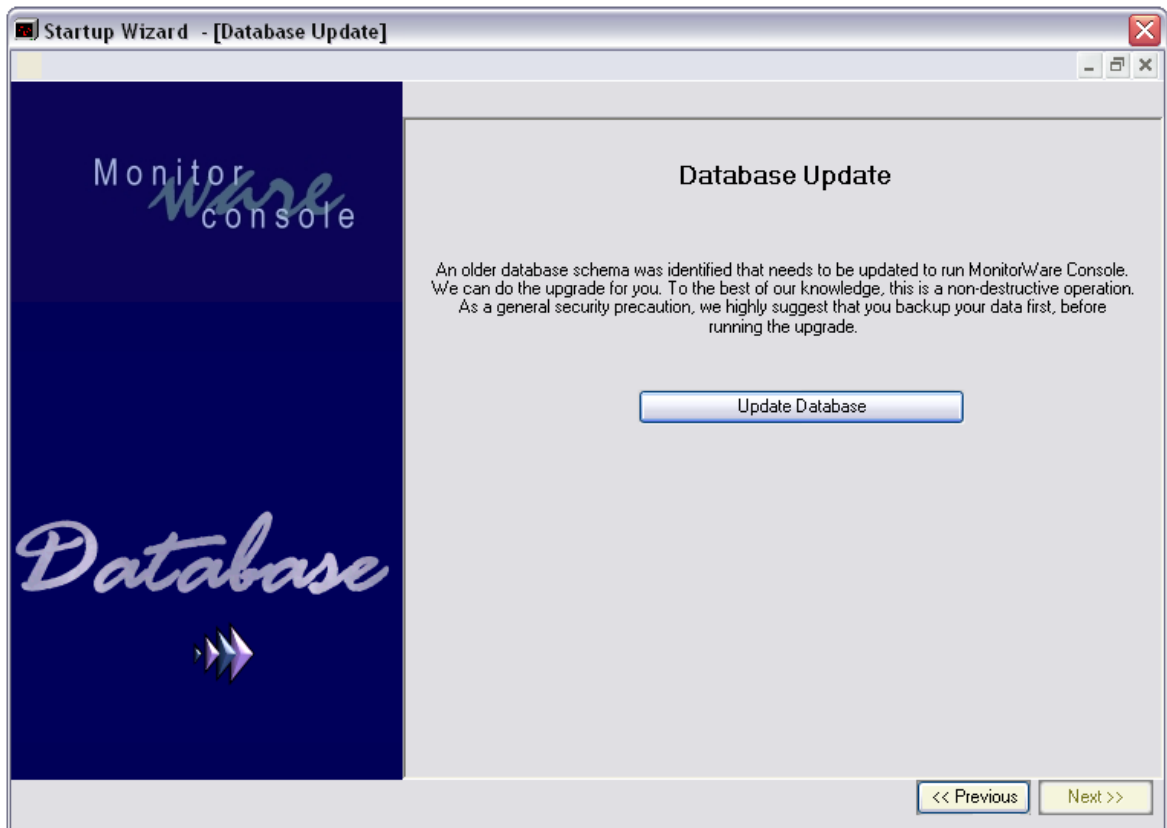 Startup Wizard - [Database Update]
Monitor
ware
console
Database
Database Update
An older database schema was identified that needs to be updated to run MonitorWare Console.
We can do the upgrade for you. To the best of our knowledge, this is a non-destructive operation.
As a general security precaution, we highly suggest that you backup your data first, before
running the upgrade.
Update Database
<< Previous
Next >>